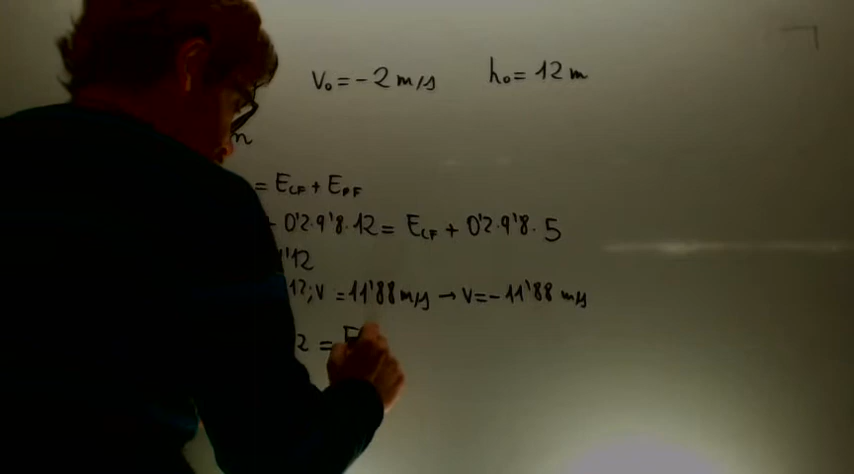 V₀ = - 2 m/s h₀ = 12 m
m
= E_CF + E_PF
+ 0'2·9'8·12 = E_CF + 0'2·9'8·5
1'12
12; V = 11'88 m/s → V = - 11'88 m/s
2 = E